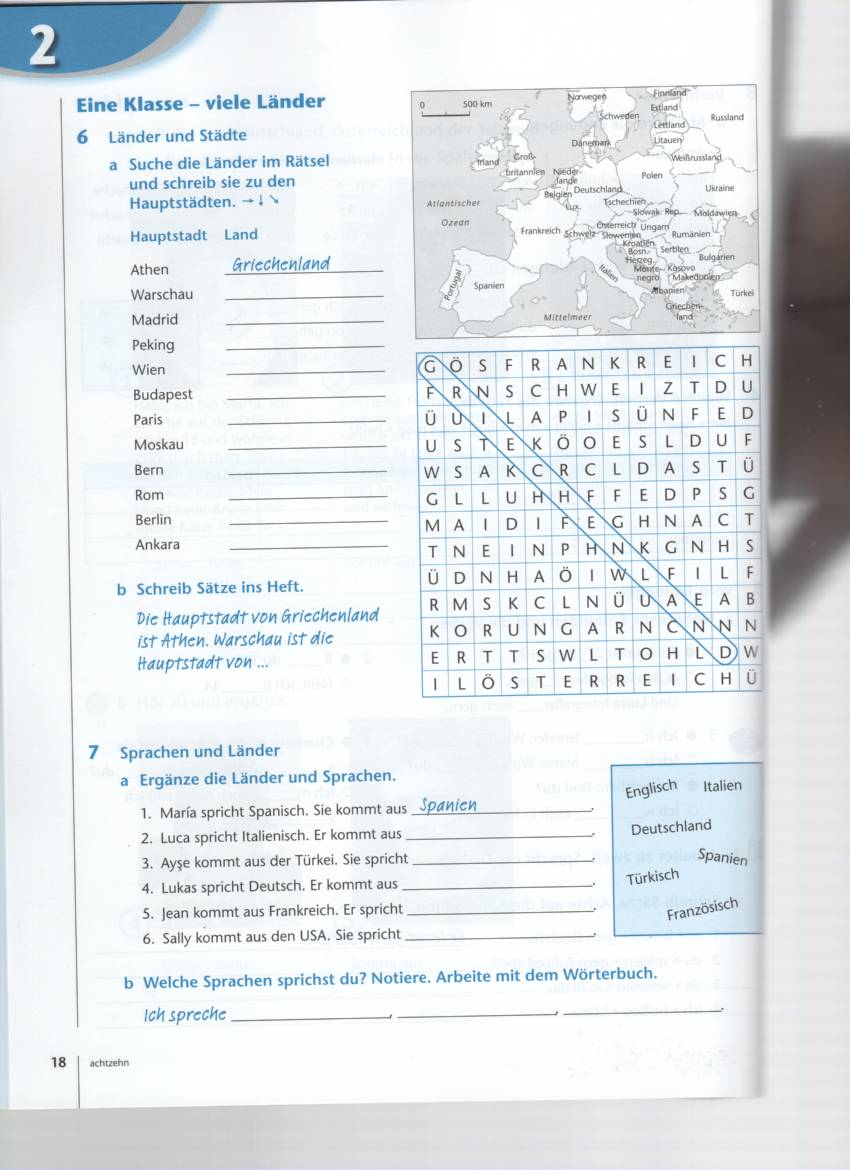 2
Eine Klasse – viele Länder
6 Länder und Städte
a Suche die Länder im Rätsel
und schreib sie zu den
Hauptstädten. → ↓ ↘
Hauptstadt Land
Athen Griechenland
Warschau
Madrid
Peking
Wien
Budapest
Paris
Moskau
Bern
Rom
Berlin
Ankara
b Schreib Sätze ins Heft.
Die Hauptstadt von Griechenland
ist Athen. Warschau ist die
Hauptstadt von ...
0 500 km
Norwegen
Finnland
Schweden
Estland
Russland
Lettland
Dänemark
Litauen
Irland
Groß-
britannien
Weißrussland
Nieder-
lande
Polen
Belgien
Deutschland
Ukraine
Lux.
Tschechien
Slowak. Rep.
Moldawien
Atlantischer
Ozean
Frankreich
Schweiz
Österreich
Ungarn
Slowenien
Rumänien
Kroatien
Bosn.-
Herzeg.
Serbien
Bulgarien
Italien
Monte-
negro
Kosovo
Makedonien
Portugal
Spanien
Albanien
Türkei
Griechen-
land
Mittelmeer
G Ö S F R A N K R E I C H
F R N S C H W E I Z T D U
Ü U I L A P I S Ü N F E D
U S T E K Ö O E S L D U F
W S A K C R C L D A S T Ü
G L L U H H F F E D P S G
M A I D I F E G H N A C T
T N E I N P H N K G N H S
Ü D N H A Ö I W L F I L F
R M S K C L N Ü U A E A B
K O R U N G A R N C N N N
E R T T S W L T O H L D W
I L Ö S T E R R E I C H Ü
7 Sprachen und Länder
a Ergänze die Länder und Sprachen.
1. María spricht Spanisch. Sie kommt aus Spanien.
2. Luca spricht Italienisch. Er kommt aus .
3. Ayşe kommt aus der Türkei. Sie spricht .
4. Lukas spricht Deutsch. Er kommt aus .
5. Jean kommt aus Frankreich. Er spricht .
6. Sally kommt aus den USA. Sie spricht .
Englisch Italien
Deutschland
Spanien
Türkisch
Französisch
b Welche Sprachen sprichst du? Notiere. Arbeite mit dem Wörterbuch.
Ich spreche , , .
18 achtzehn